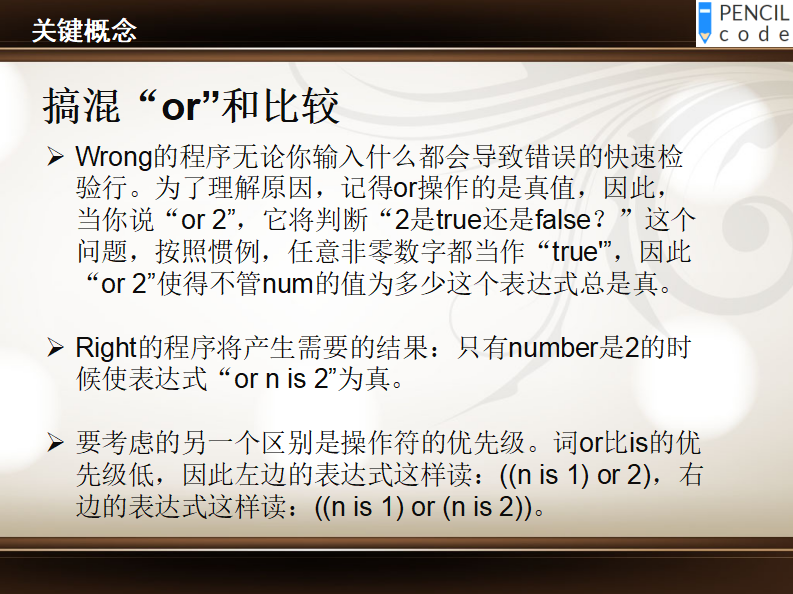 关键概念
PENCIL
code
搞混“or”和比较
Wrong的程序无论你输入什么都会导致错误的快速检
验行。为了理解原因，记得or操作的是真值，因此，
当你说“or 2”，它将判断“2是true还是false？”这个
问题，按照惯例，任意非零数字都当作“true'”，因此
“or 2”使得不管num的值为多少这个表达式总是真。
Right的程序将产生需要的结果：只有number是2的时
候使表达式“or n is 2”为真。
要考虑的另一个区别是操作符的优先级。词or比is的优
先级低，因此左边的表达式这样读：((n is 1) or 2)，右
边的表达式这样读：((n is 1) or (n is 2))。